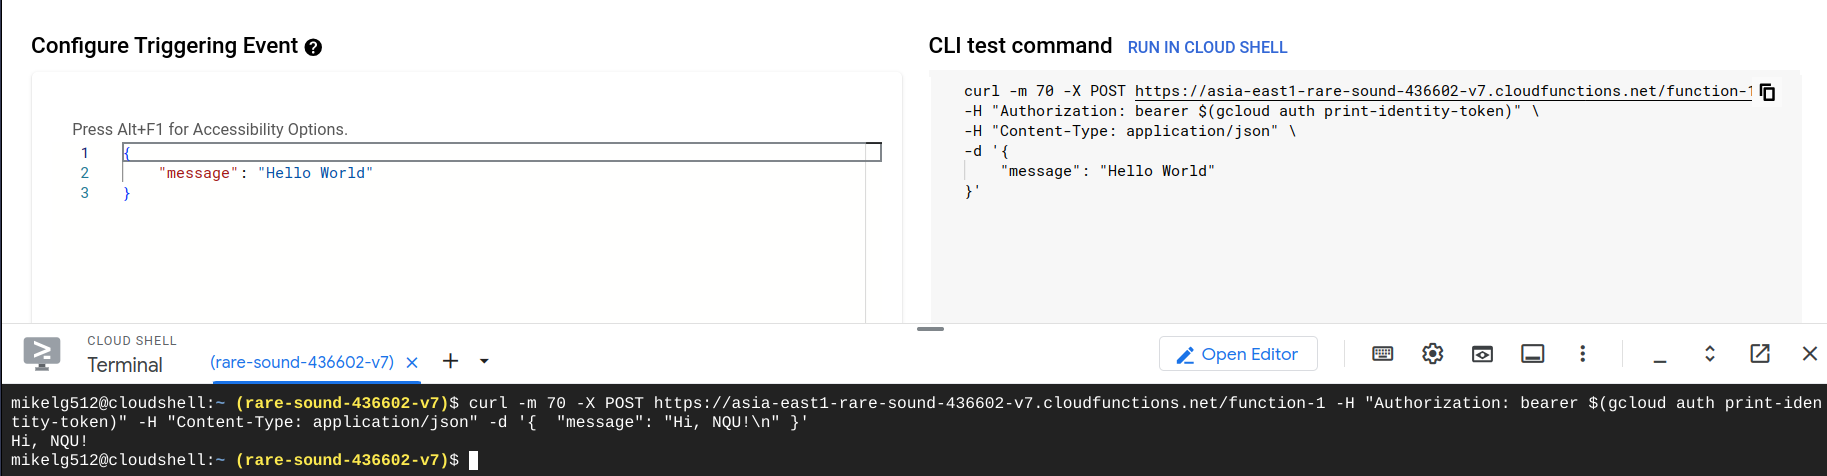 Configure Triggering Event ?
Press Alt+F1 for Accessibility Options.
1 {
2 "message": "Hello World"
3 }
CLI test command RUN IN CLOUD SHELL
curl -m 70 -X POST https://asia-east1-rare-sound-436602-v7.cloudfunctions.net/function-1
-H "Authorization: bearer $(gcloud auth print-identity-token)" \
-H "Content-Type: application/json" \
-d '{
"message": "Hello World"
}'
CLOUD SHELL
Terminal
(rare-sound-436602-v7)
Open Editor
mikelg512@cloudshell:~ (rare-sound-436602-v7)$ curl -m 70 -X POST https://asia-east1-rare-sound-436602-v7.cloudfunctions.net/function-1 -H "Authorization: bearer $(gcloud auth print-iden
tity-token)" -H "Content-Type: application/json" -d '{  "message": "Hi, NQU!\n" }'
Hi, NQU!
mikelg512@cloudshell:~ (rare-sound-436602-v7)$